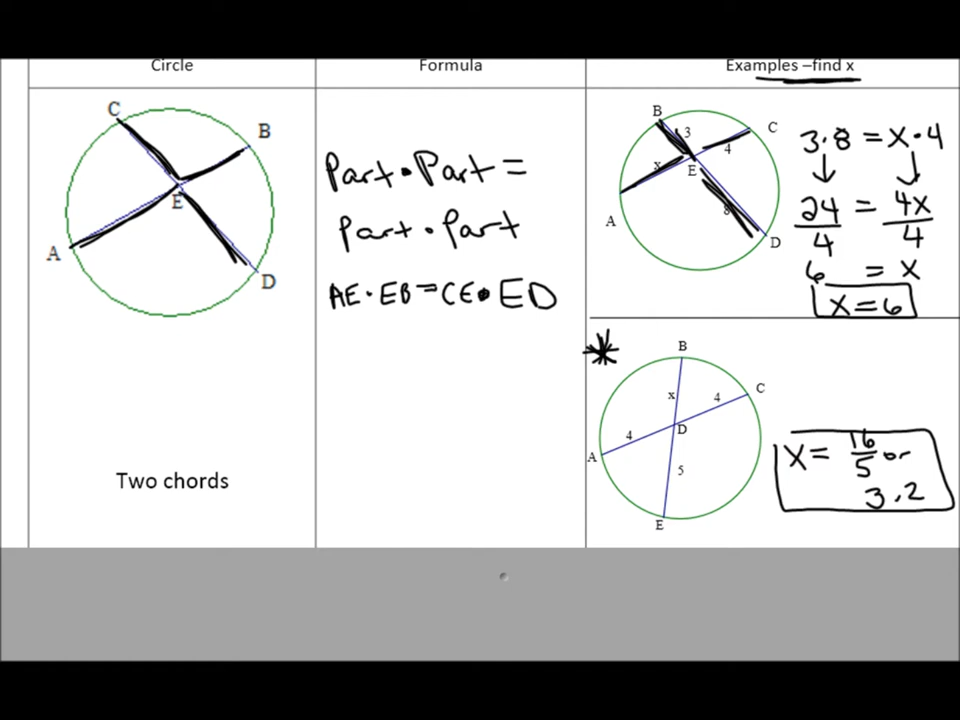 Circle
Formula
Examples –find x
C
B
E
A
D
Two chords
Part·Part =
Part·Part
AE·EB=CE·ED
B
C
3
4
x
E
A
8
D
3·8=X·4
24 = 4X
4 4
6 = X
X=6
B
C
x
4
4
D
A
5
E
X= 16
5 or
3.2